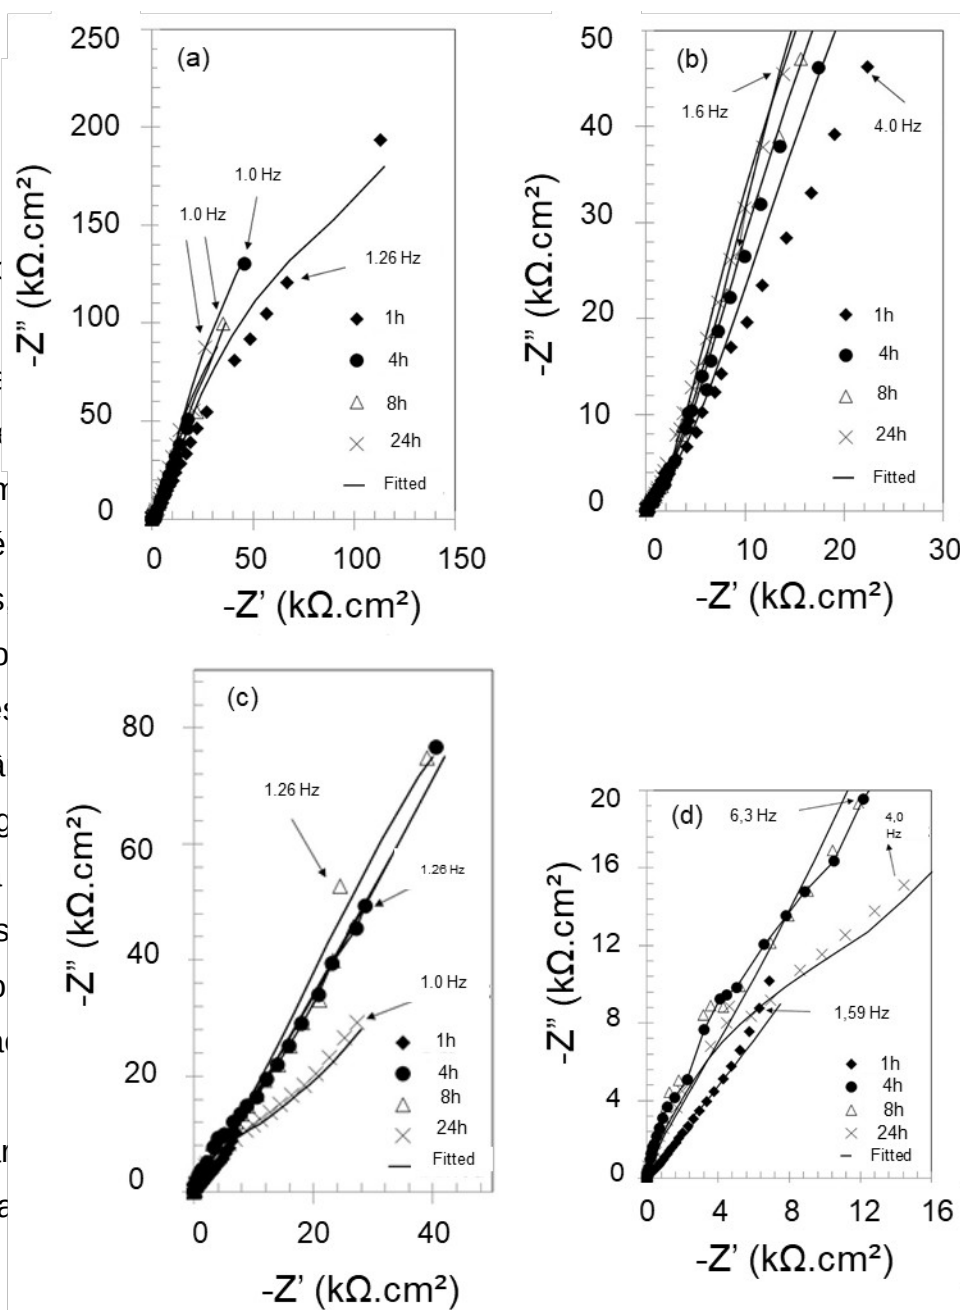 (a)
250
200
150
100
50
0
0 50 100 150
-Z” (kΩ.cm²)
-Z’ (kΩ.cm²)
1.0 Hz
1.0 Hz
1.26 Hz
1h
4h
8h
24h
Fitted
(b)
50
40
30
20
10
0
0 10 20 30
-Z” (kΩ.cm²)
-Z’ (kΩ.cm²)
1.6 Hz
4.0 Hz
1h
4h
8h
24h
Fitted
(c)
80
60
40
20
0
0 20 40
-Z” (kΩ.cm²)
-Z’ (kΩ.cm²)
1.26 Hz
1.26 Hz
1.0 Hz
1h
4h
8h
24h
Fitted
(d)
20
16
12
8
4
0
0 4 8 12 16
-Z” (kΩ.cm²)
-Z’ (kΩ.cm²)
6,3 Hz
4,0
Hz
1,59 Hz
1h
4h
8h
24h
Fitted